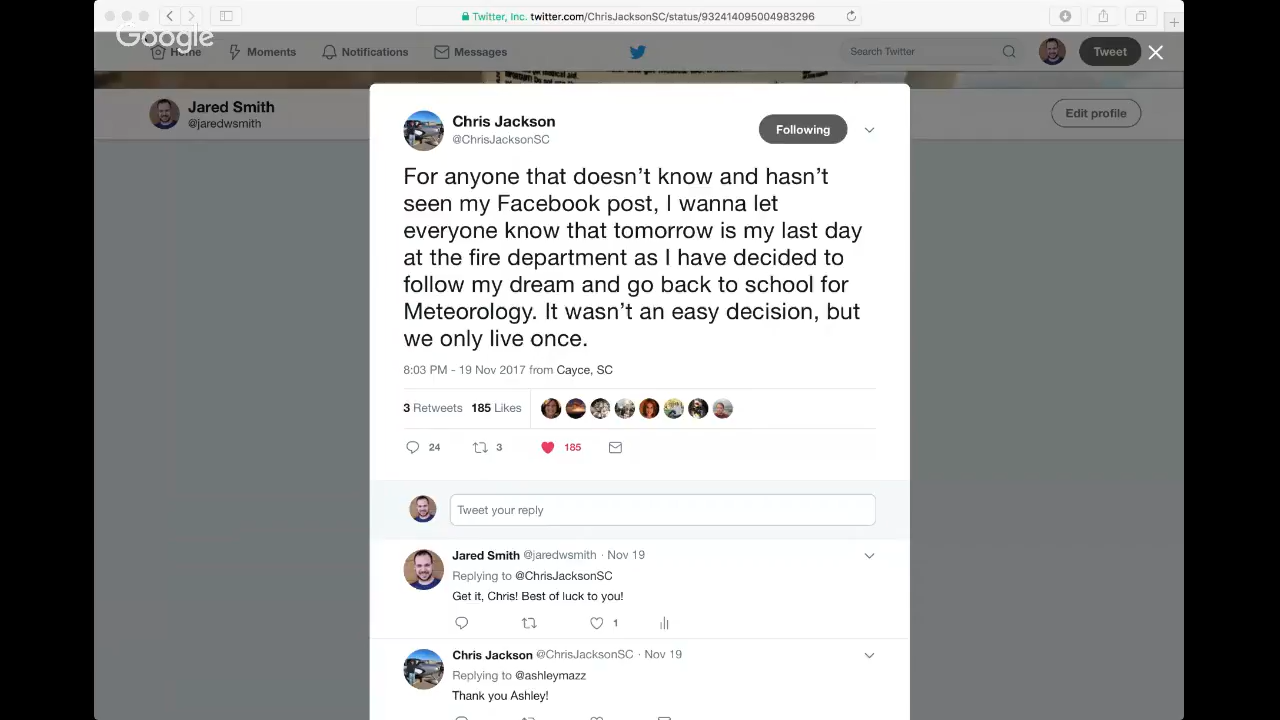 Twitter, Inc. twitter.com/ChrisJacksonSC/status/932414095004983296
Google
Home Moments Notifications Messages Search Twitter Tweet
Jared Smith
@jaredwsmith
Edit profile
Chris Jackson
@ChrisJacksonSC
Following
For anyone that doesn’t know and hasn’t
seen my Facebook post, I wanna let
everyone know that tomorrow is my last day
at the fire department as I have decided to
follow my dream and go back to school for
Meteorology. It wasn’t an easy decision, but
we only live once.
8:03 PM - 19 Nov 2017 from Cayce, SC
3 Retweets 185 Likes
24 3 185
Tweet your reply
Jared Smith @jaredwsmith · Nov 19
Replying to @ChrisJacksonSC
Get it, Chris! Best of luck to you!
1
Chris Jackson @ChrisJacksonSC · Nov 19
Replying to @ashleymazz
Thank you Ashley!